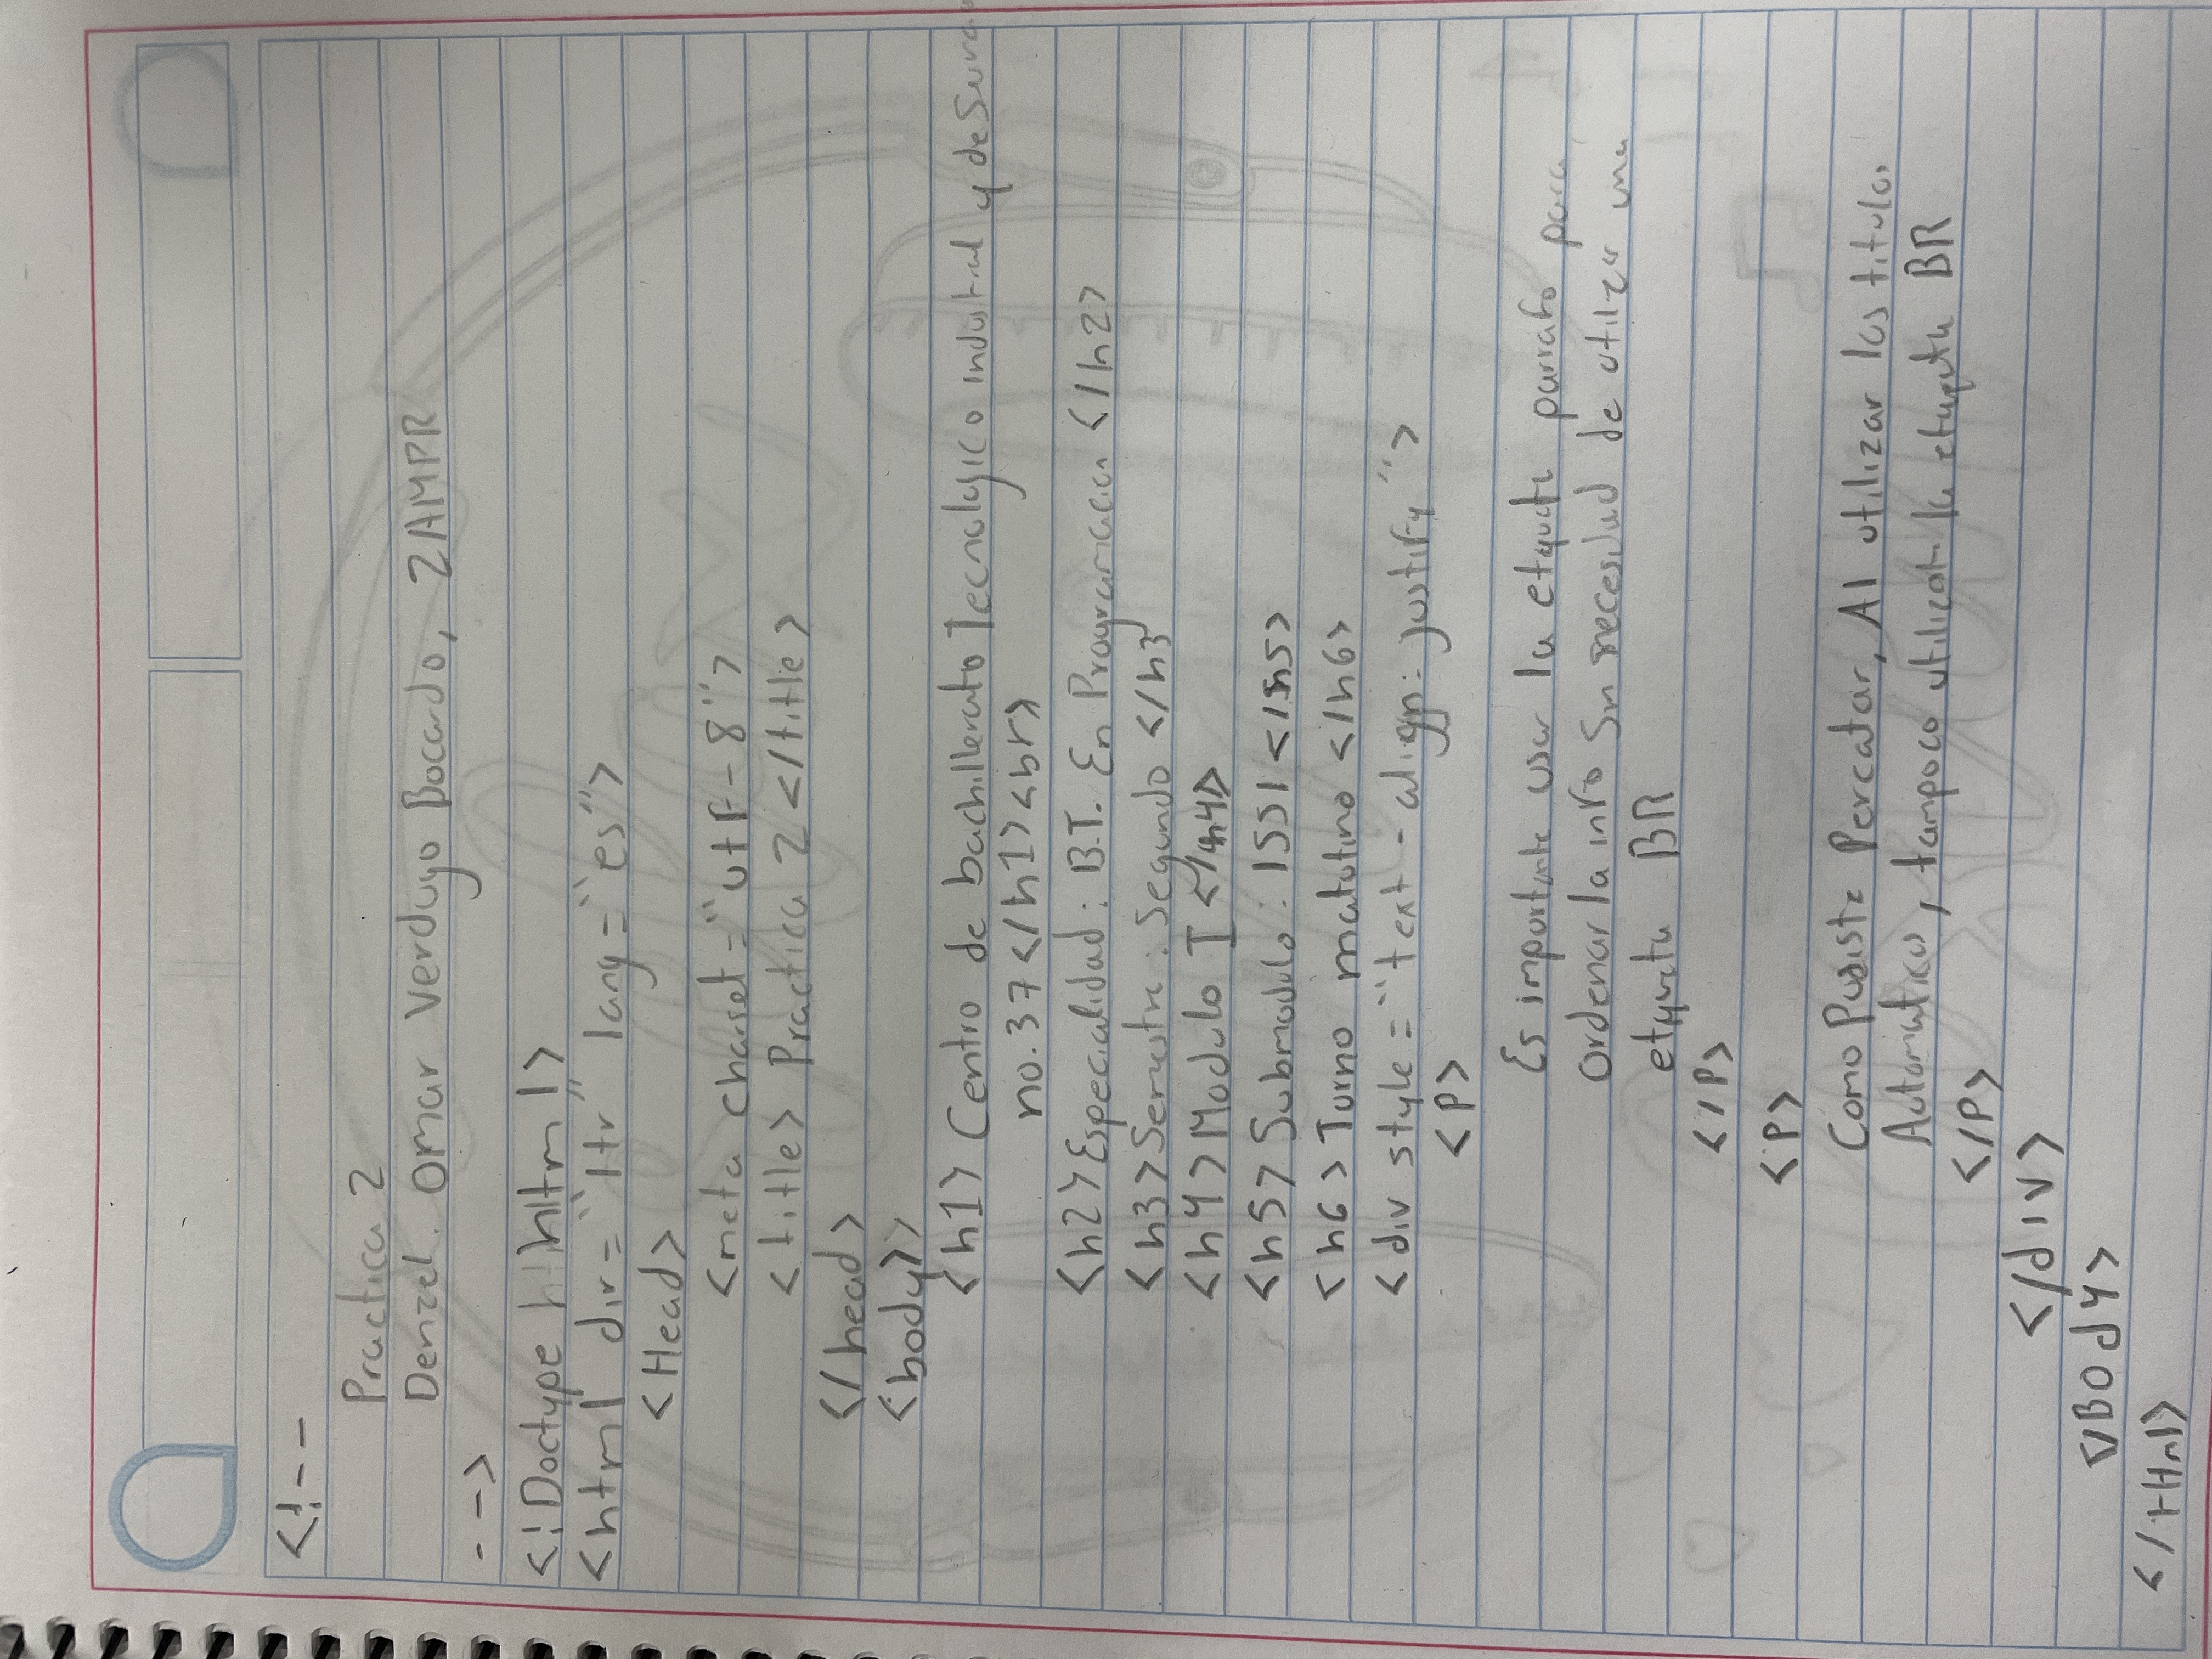 <!--
Practica 2
Denzel. Omar Verdugo Bocardo, 2AMPR
-->
<!Doctype html>
<html dir="ltr" lang="es">
<Head>
<meta charset="utf-8">
<title> Practica 2 </title>
</head>
<body>
<h1> Centro de bachillerato Tecnologico industrial y de
no. 37 </h1><br>
<h2> Especialidad: B.T. En Programacion </h2>
<h3> Semestre: Segundo </h3
<h4> Modulo I </h4>
<h5> Submodulo: 1551 </h5>
<h6> Turno matutino </h6>
<div style="text-align: justify">
<P>
Es importante usar la etiqueta parrafo para
Ordenar la info Sin necesidad de utilizar una
etiqueta BR
</P>
<P>
Como Pudiste Percatar, Al utilizar los titulos
Automaticos, tampoco la etiqueta BR
</P>
</div>
</BOdy>
</HtMl>